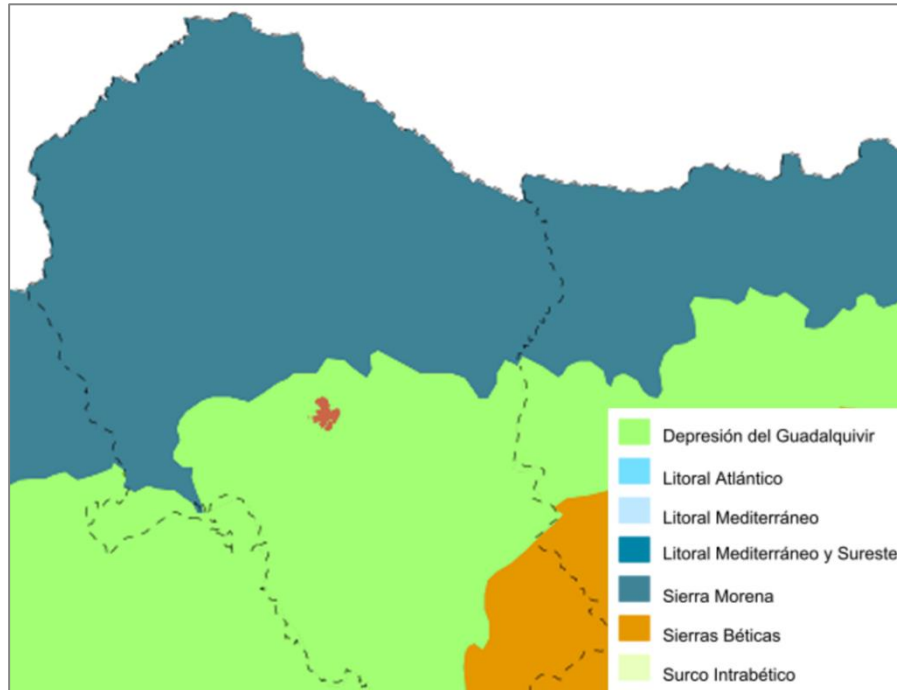 Depresión del Guadalquivir
Litoral Atlántico
Litoral Mediterráneo
Litoral Mediterráneo y Sureste
Sierra Morena
Sierras Béticas
Surco Intrabético